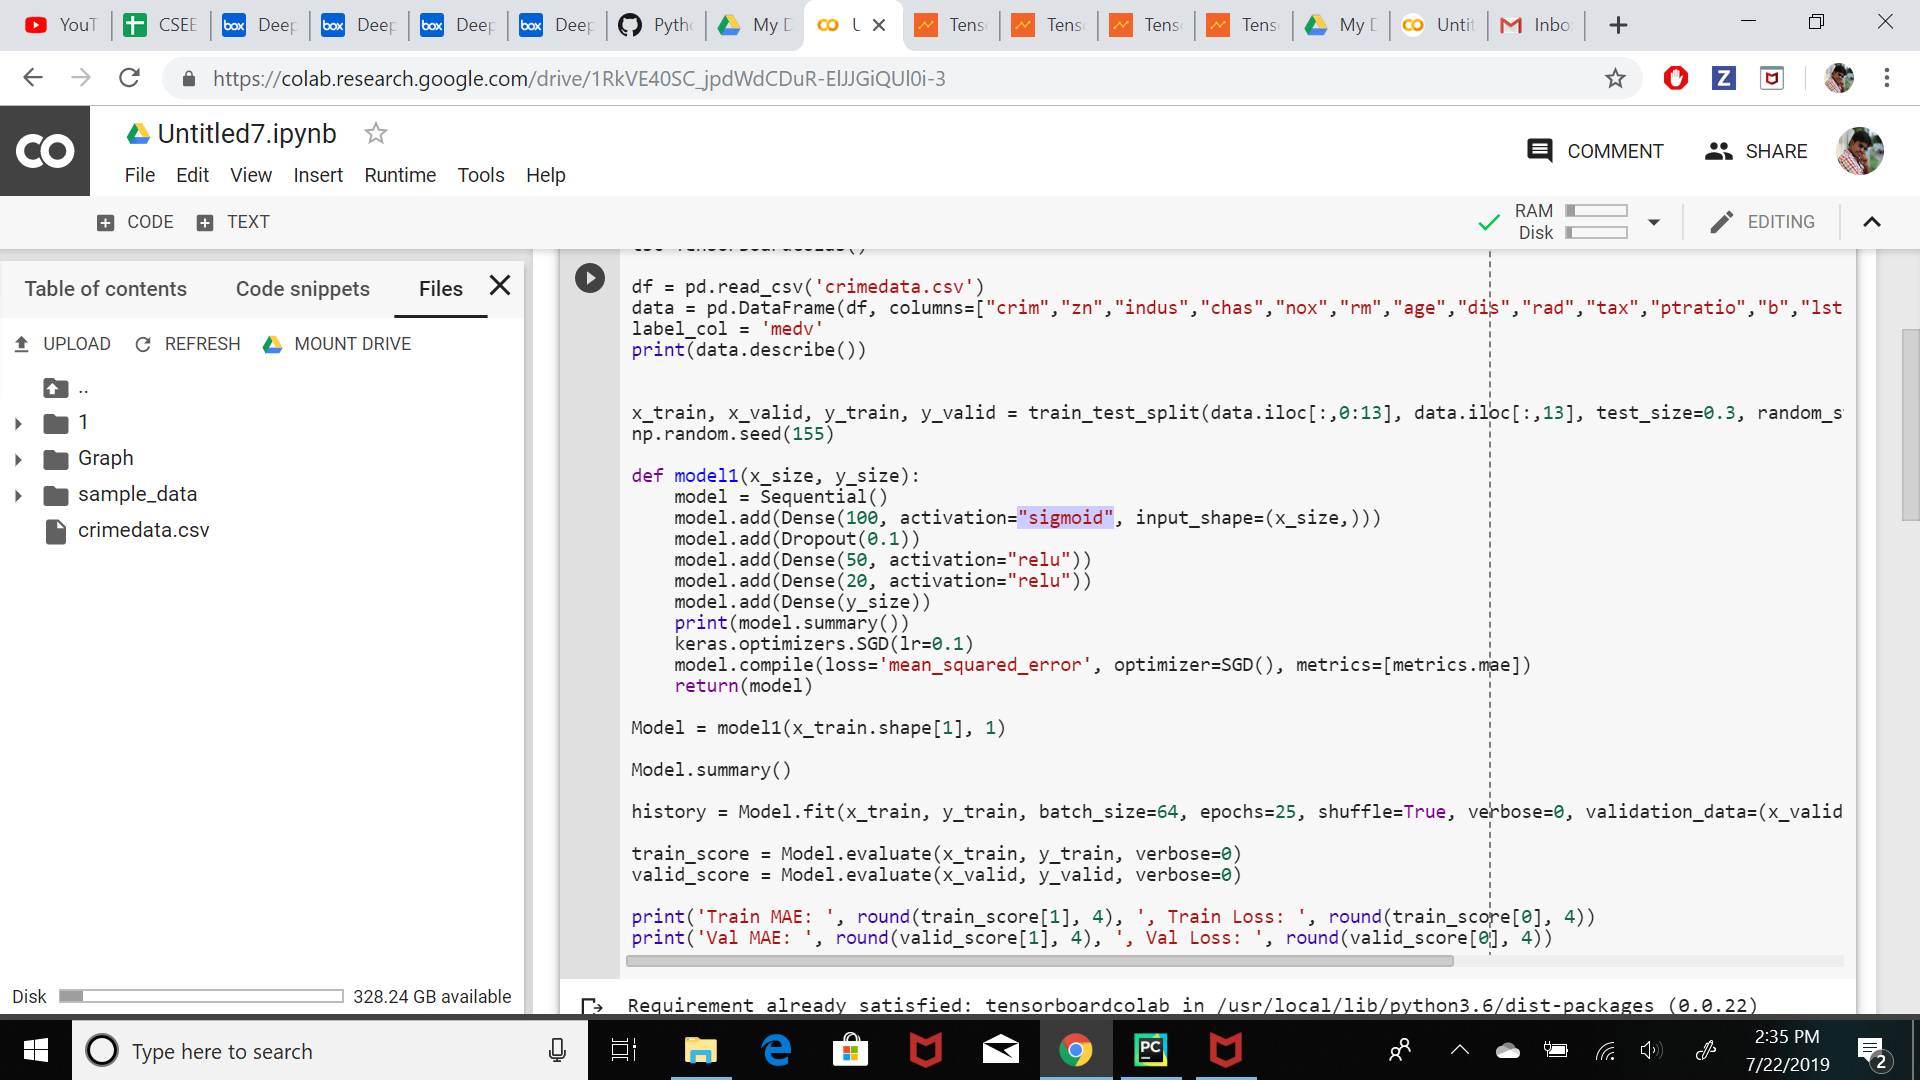 YouT
CSEE
box Deep
box Deep
box Deep
box Deep
Pytho
My D
U
Tens
Tens
Tens
Tens
My D
Untit
Inbo
https://colab.research.google.com/drive/1RkVE40SC_jpdWdCDuR-ElJJGiQUl0i-3
Z
CO
Untitled7.ipynb
COMMENT
SHARE
File Edit View Insert Runtime Tools Help
CODE
TEXT
RAM
Disk
EDITING
Table of contents
Code snippets
Files
UPLOAD
REFRESH
MOUNT DRIVE
..
1
Graph
sample_data
crimedata.csv
Disk
328.24 GB available
df = pd.read_csv('crimedata.csv')
data = pd.DataFrame(df, columns=["crim","zn","indus","chas","nox","rm","age","dis","rad","tax","ptratio","b","lst
label_col = 'medv'
print(data.describe())
x_train, x_valid, y_train, y_valid = train_test_split(data.iloc[:,0:13], data.iloc[:,13], test_size=0.3, random_s
np.random.seed(155)
def model1(x_size, y_size):
model = Sequential()
model.add(Dense(100, activation="sigmoid", input_shape=(x_size,)))
model.add(Dropout(0.1))
model.add(Dense(50, activation="relu"))
model.add(Dense(20, activation="relu"))
model.add(Dense(y_size))
print(model.summary())
keras.optimizers.SGD(lr=0.1)
model.compile(loss='mean_squared_error', optimizer=SGD(), metrics=[metrics.mae])
return(model)
Model = model1(x_train.shape[1], 1)
Model.summary()
history = Model.fit(x_train, y_train, batch_size=64, epochs=25, shuffle=True, verbose=0, validation_data=(x_valid
train_score = Model.evaluate(x_train, y_train, verbose=0)
valid_score = Model.evaluate(x_valid, y_valid, verbose=0)
print('Train MAE: ', round(train_score[1], 4), ', Train Loss: ', round(train_score[0], 4))
print('Val MAE: ', round(valid_score[1], 4), ', Val Loss: ', round(valid_score[0], 4))
Requirement already satisfied: tensorboardcolab in /usr/local/lib/python3.6/dist-packages (0.0.22)
Type here to search
PC
2:35 PM
7/22/2019
2